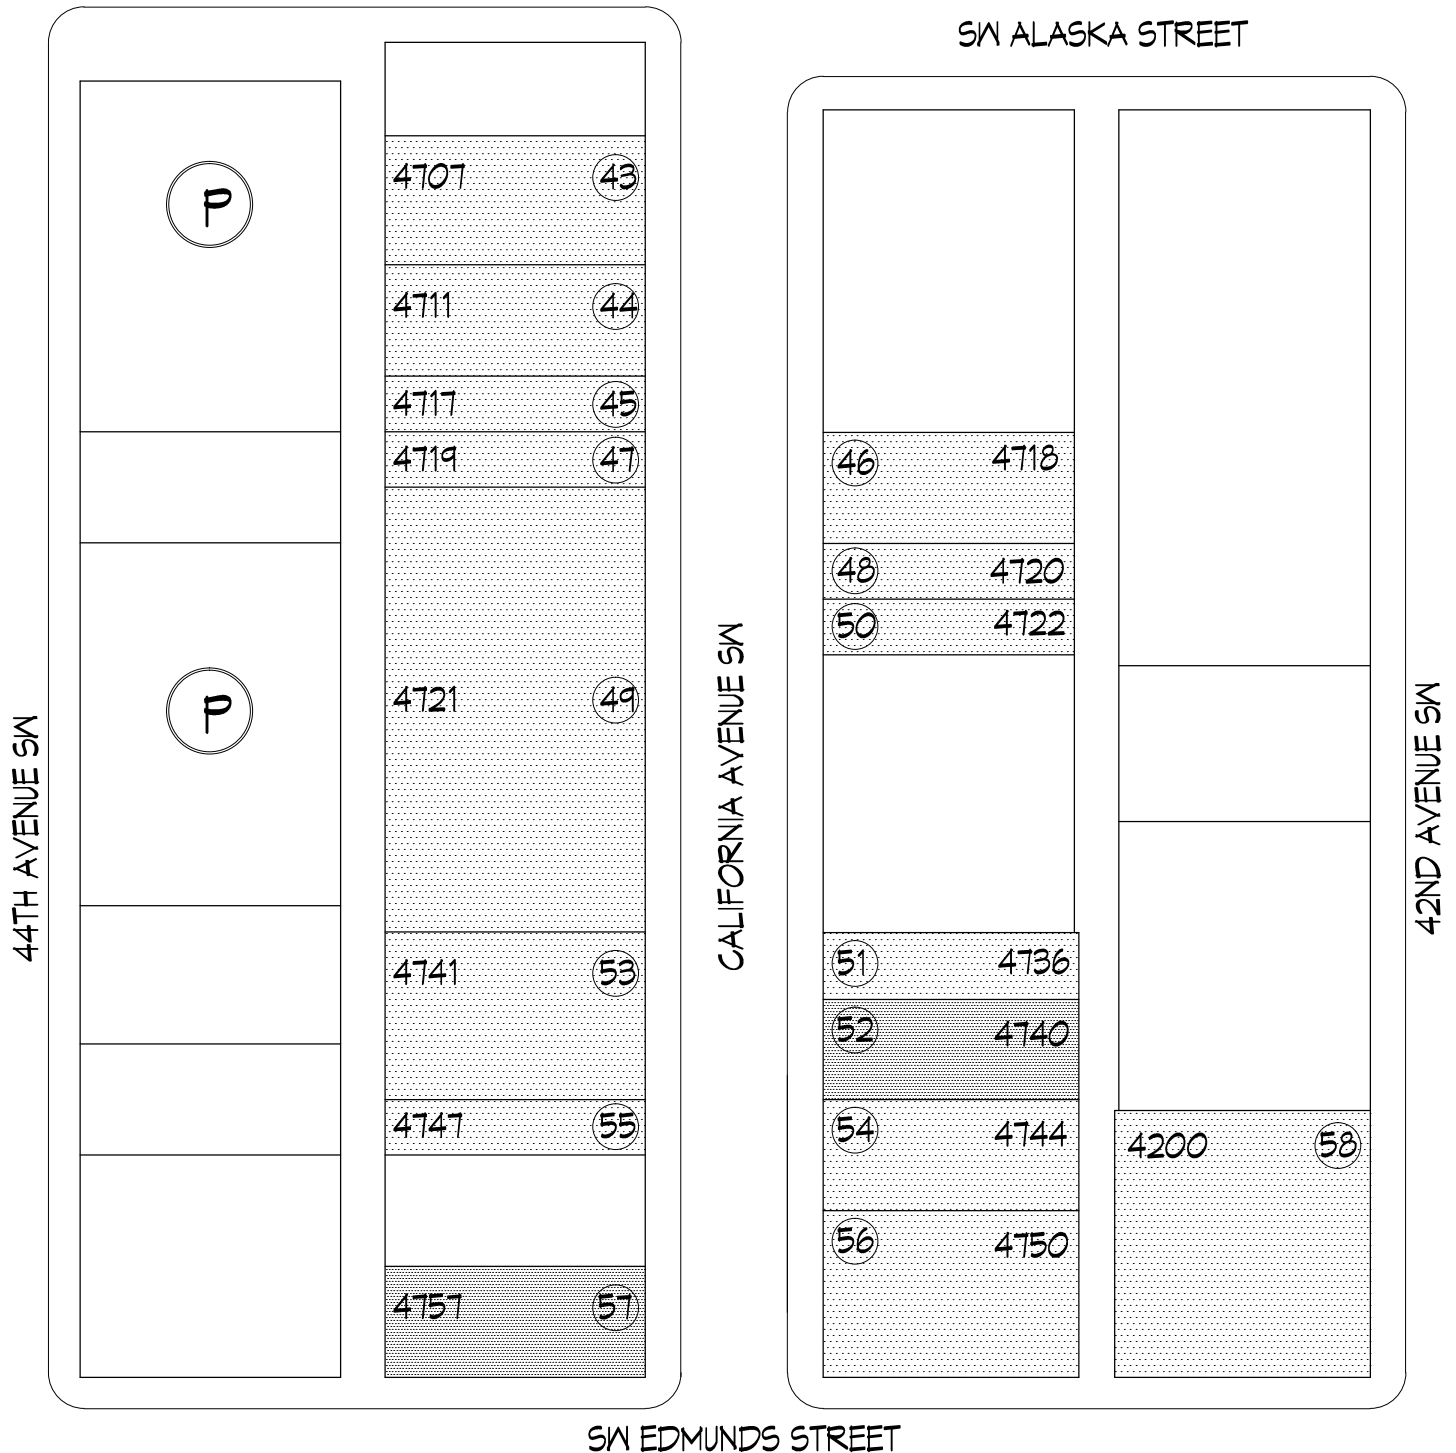 SW ALASKA STREET
P
4707 43
4711 44
4717 45
4719 47
46 4718
48 4720
50 4722
P
4721 49
44TH AVENUE SW
CALIFORNIA AVENUE SW
42ND AVENUE SW
4741 53
51 4736
52 4740
4747 55
54 4744
4200 58
56 4750
4757 57
SW EDMUNDS STREET